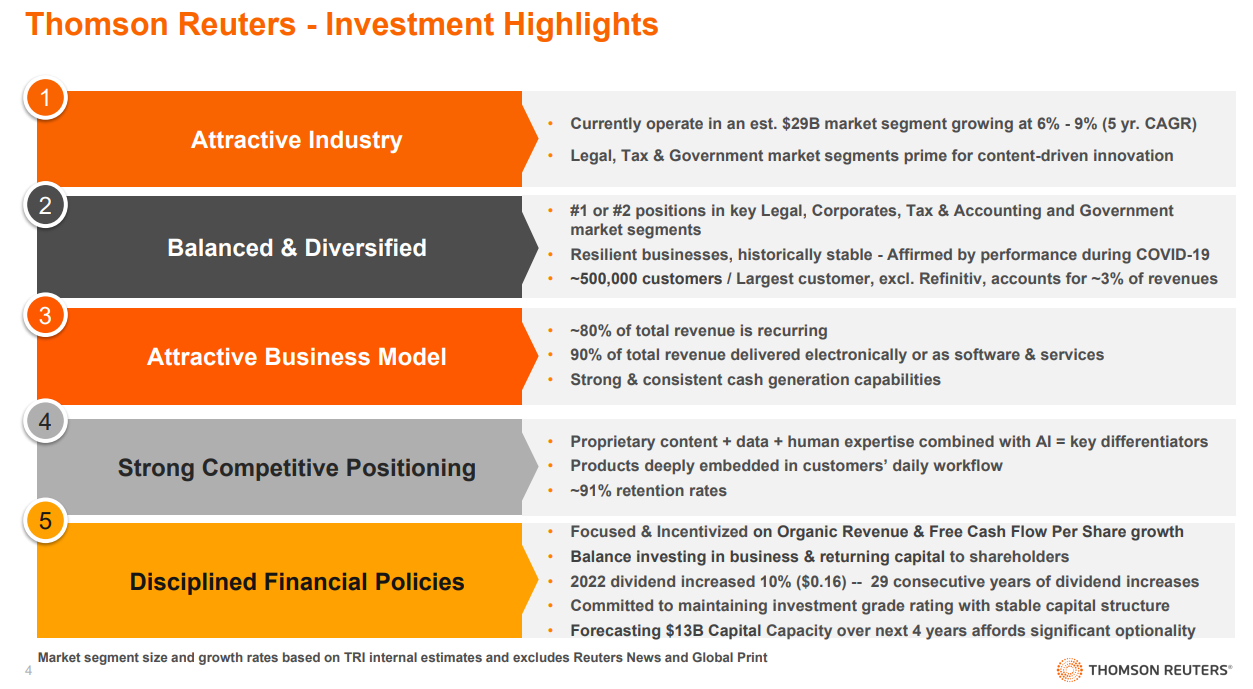 Thomson Reuters - Investment Highlights
1
Attractive Industry
• Currently operate in an est. $29B market segment growing at 6% - 9% (5 yr. CAGR)
• Legal, Tax & Government market segments prime for content-driven innovation
2
Balanced & Diversified
• #1 or #2 positions in key Legal, Corporates, Tax & Accounting and Government
market segments
• Resilient businesses, historically stable - Affirmed by performance during COVID-19
• ~500,000 customers / Largest customer, excl. Refinitiv, accounts for ~3% of revenues
3
Attractive Business Model
• ~80% of total revenue is recurring
• 90% of total revenue delivered electronically or as software & services
• Strong & consistent cash generation capabilities
4
Strong Competitive Positioning
• Proprietary content + data + human expertise combined with AI = key differentiators
• Products deeply embedded in customers’ daily workflow
• ~91% retention rates
5
Disciplined Financial Policies
• Focused & Incentivized on Organic Revenue & Free Cash Flow Per Share growth
• Balance investing in business & returning capital to shareholders
• 2022 dividend increased 10% ($0.16) -- 29 consecutive years of dividend increases
• Committed to maintaining investment grade rating with stable capital structure
• Forecasting $13B Capital Capacity over next 4 years affords significant optionality
Market segment size and growth rates based on TRI internal estimates and excludes Reuters News and Global Print
4
THOMSON REUTERS®